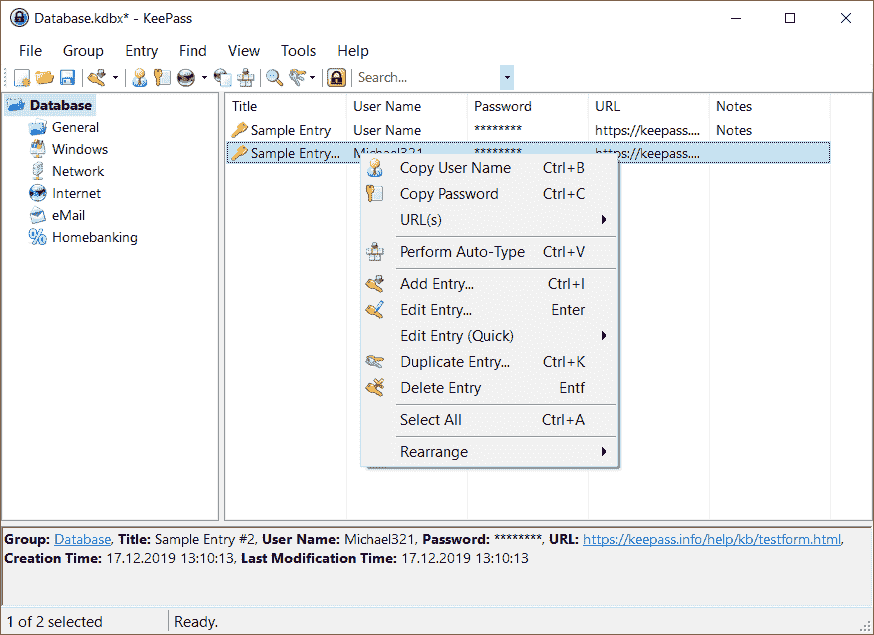 Database.kdbx* - KeePass
File Group Entry Find View Tools Help
Search...
Database
General
Windows
Network
Internet
eMail
Homebanking
Title User Name Password URL Notes
Sample Entry User Name ******** https://keepass.... Notes
Sample Entry... Michael321 ******** https://keepass....
Copy User Name Ctrl+B
Copy Password Ctrl+C
URL(s)
Perform Auto-Type Ctrl+V
Add Entry... Ctrl+I
Edit Entry... Enter
Edit Entry (Quick)
Duplicate Entry... Ctrl+K
Delete Entry Entf
Select All Ctrl+A
Rearrange
Group: Database, Title: Sample Entry #2, User Name: Michael321, Password: ********, URL: https://keepass.info/help/kb/testform.html,
Creation Time: 17.12.2019 13:10:13, Last Modification Time: 17.12.2019 13:10:13
1 of 2 selected Ready.